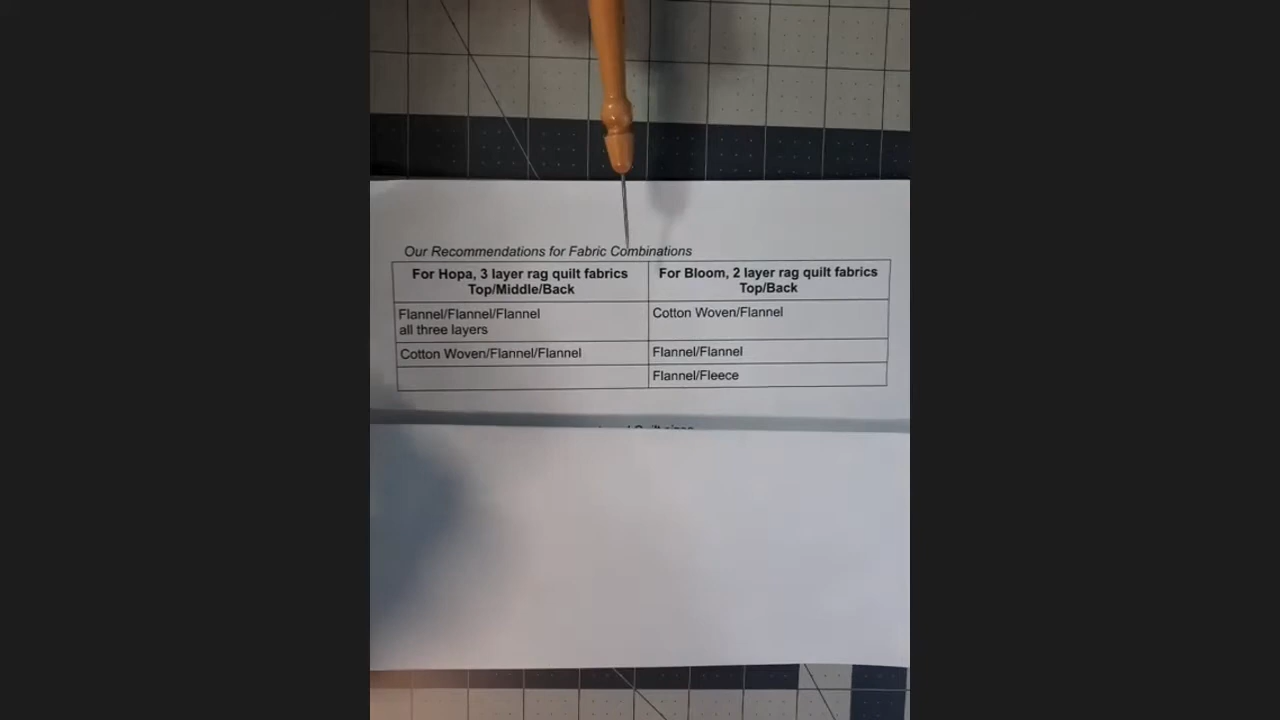 Our Recommendations for Fabric Combinations
For Hopa, 3 layer rag quilt fabrics
Top/Middle/Back
For Bloom, 2 layer rag quilt fabrics
Top/Back
Flannel/Flannel/Flannel
all three layers
Cotton Woven/Flannel
Cotton Woven/Flannel/Flannel
Flannel/Flannel
Flannel/Fleece